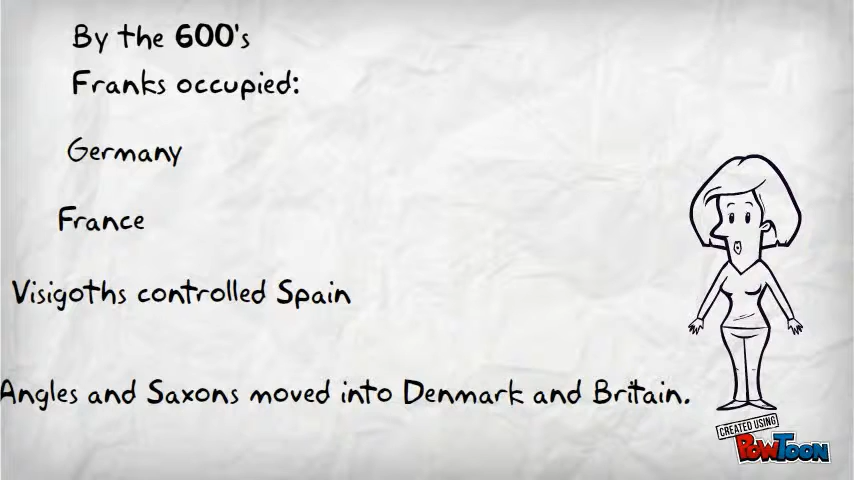 By the 600's
Franks occupied:
Germany
France
Visigoths controlled Spain
Angles and Saxons moved into Denmark and Britain.
CREATED USING
POWTOON